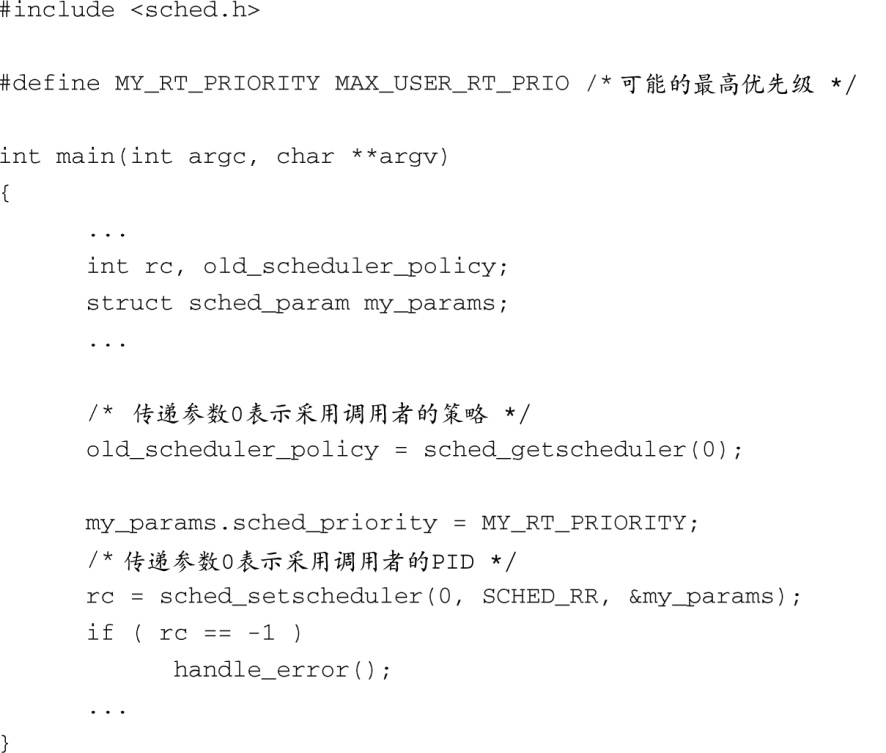 #include <sched.h>
#define MY_RT_PRIORITY MAX_USER_RT_PRIO /* 可能的最高优先级 */
int main(int argc, char **argv)
{
...
int rc, old_scheduler_policy;
struct sched_param my_params;
...
/* 传递参数0表示采用调用者的策略 */
old_scheduler_policy = sched_getscheduler(0);
my_params.sched_priority = MY_RT_PRIORITY;
/* 传递参数0表示采用调用者的PID */
rc = sched_setscheduler(0, SCHED_RR, &my_params);
if ( rc == -1 )
handle_error();
...
}